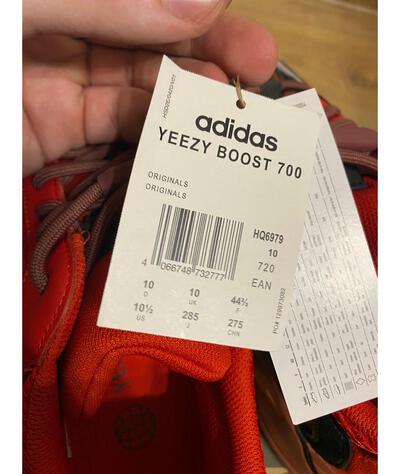 adidas
YEEZY BOOST 700
ORIGINALS
ORIGINALS
HQ6979
10
720
EAN
4 066748 732777
10 10 44⅔
D UK F
10½ 285 275
US J CHN